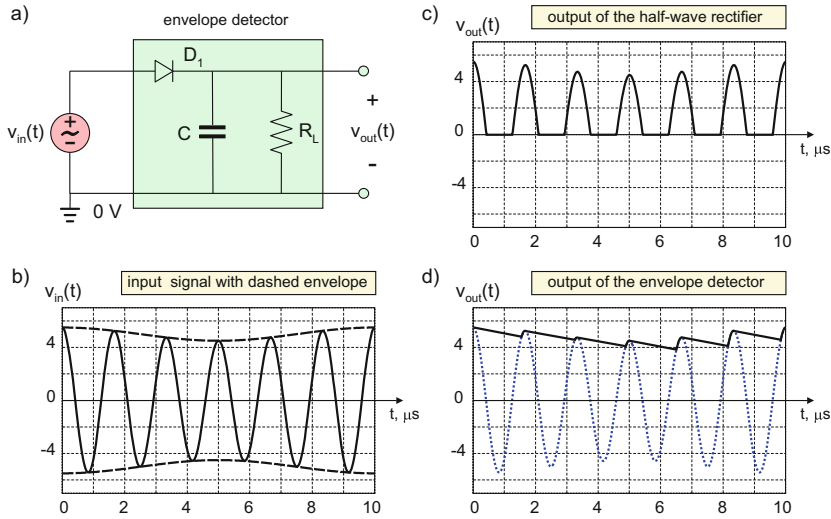 a)
envelope detector
D1
vin(t)
+
-
C
RL
+
vout(t)
-
0 V
b)
input signal with dashed envelope
vin(t)
4
0
-4
t, μs
0 2 4 6 8 10
c)
output of the half-wave rectifier
vout(t)
4
0
-4
t, μs
0 2 4 6 8 10
d)
output of the envelope detector
vout(t)
4
0
-4
t, μs
0 2 4 6 8 10